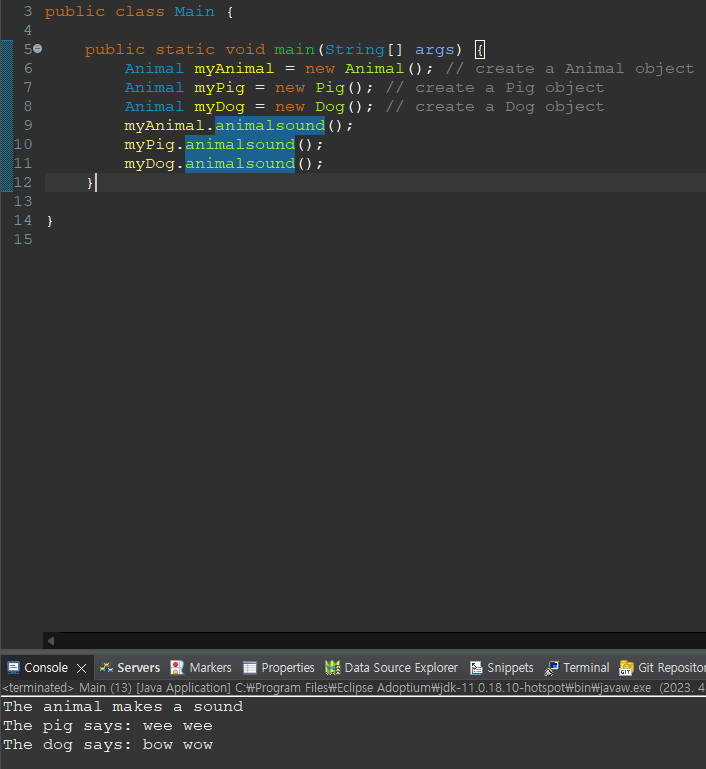 3 public class Main {
4
5 public static void main(String[] args) {
6 Animal myAnimal = new Animal(); // create a Animal object
7 Animal myPig = new Pig(); // create a Pig object
8 Animal myDog = new Dog(); // create a Dog object
9 myAnimal.animalsound();
10 myPig.animalsound();
11 myDog.animalsound();
12 }
13
14 }
15
Console Servers Markers Properties Data Source Explorer Snippets Terminal Git Repositor
<terminated> Main (13) [Java Application] C:₩Program Files₩Eclipse Adoptium₩jdk-11.0.18.10-hotspot₩bin₩javaw.exe (2023. 4
The animal makes a sound
The pig says: wee wee
The dog says: bow wow